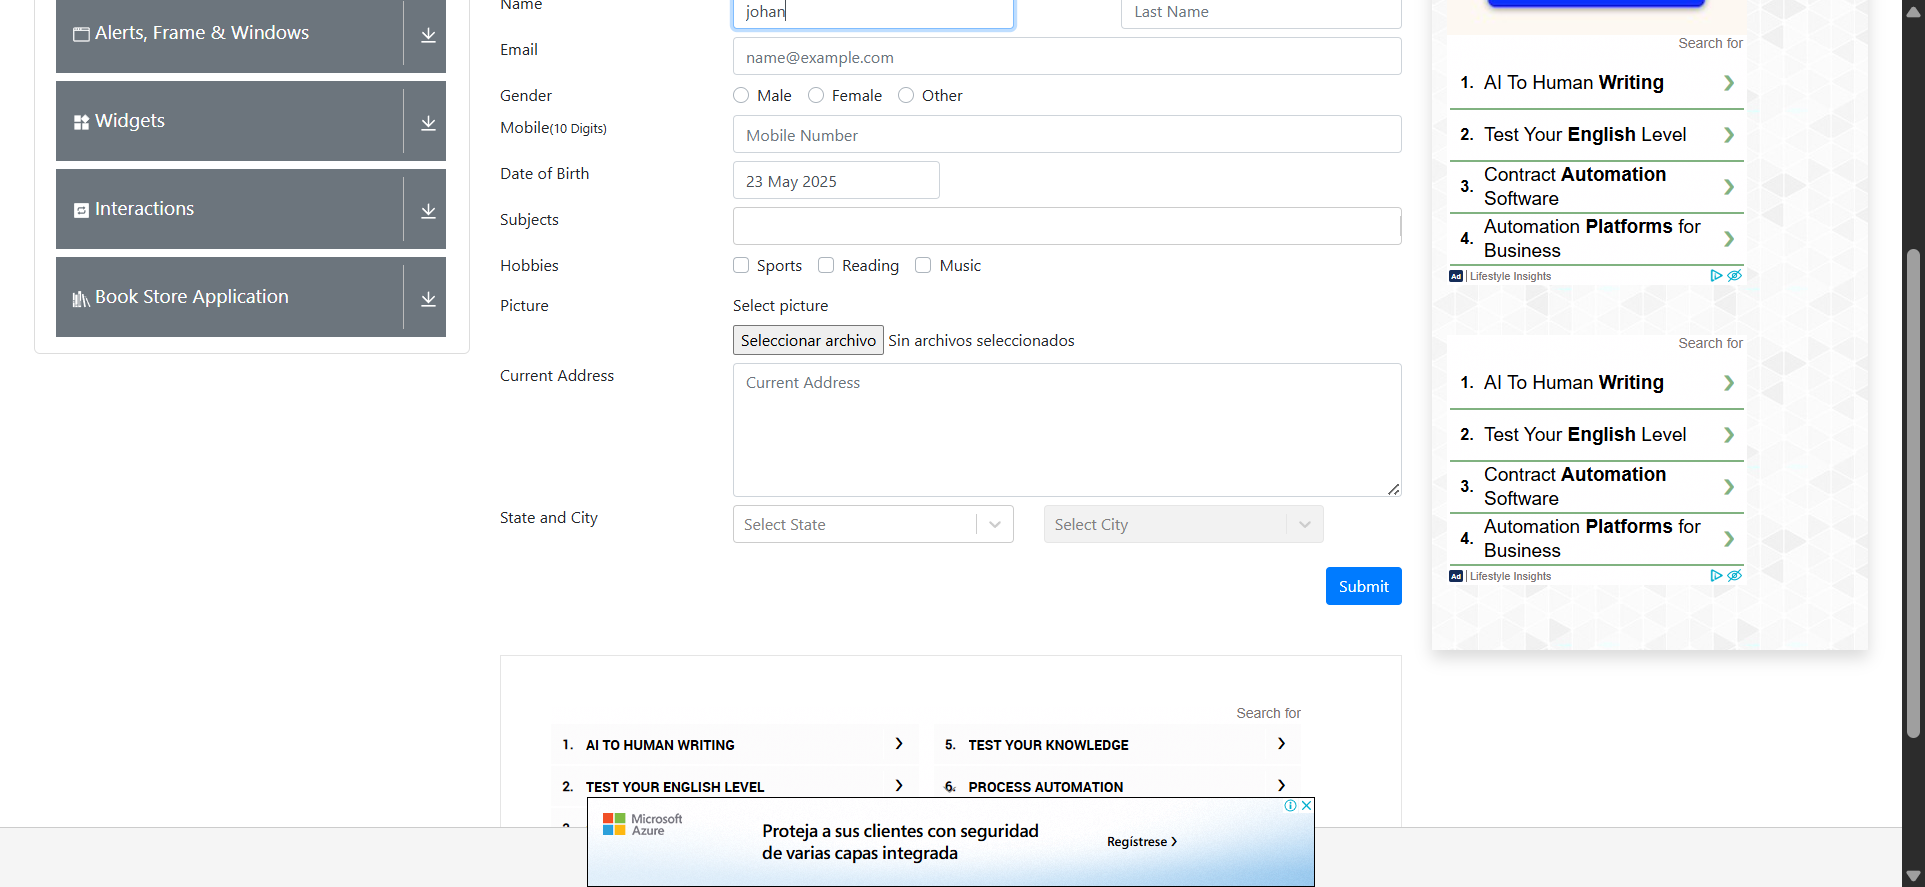 Alerts, Frame & Windows
Widgets
Interactions
Book Store Application
Name
johan
Last Name
Email
name@example.com
Gender
Male Female Other
Mobile(10 Digits)
Mobile Number
Date of Birth
23 May 2025
Subjects
Hobbies
Sports Reading Music
Picture
Select picture
Seleccionar archivo Sin archivos seleccionados
Current Address
Current Address
State and City
Select State
Select City
Submit
Search for
1. AI TO HUMAN WRITING
2. TEST YOUR ENGLISH LEVEL
5. TEST YOUR KNOWLEDGE
6. PROCESS AUTOMATION
Microsoft
Azure
Proteja a sus clientes con seguridad
de varias capas integrada
Regístrese
Search for
1. AI To Human Writing
2. Test Your English Level
3. Contract Automation
Software
4. Automation Platforms for
Business
Ad Lifestyle Insights
Search for
1. AI To Human Writing
2. Test Your English Level
3. Contract Automation
Software
4. Automation Platforms for
Business
Ad Lifestyle Insights